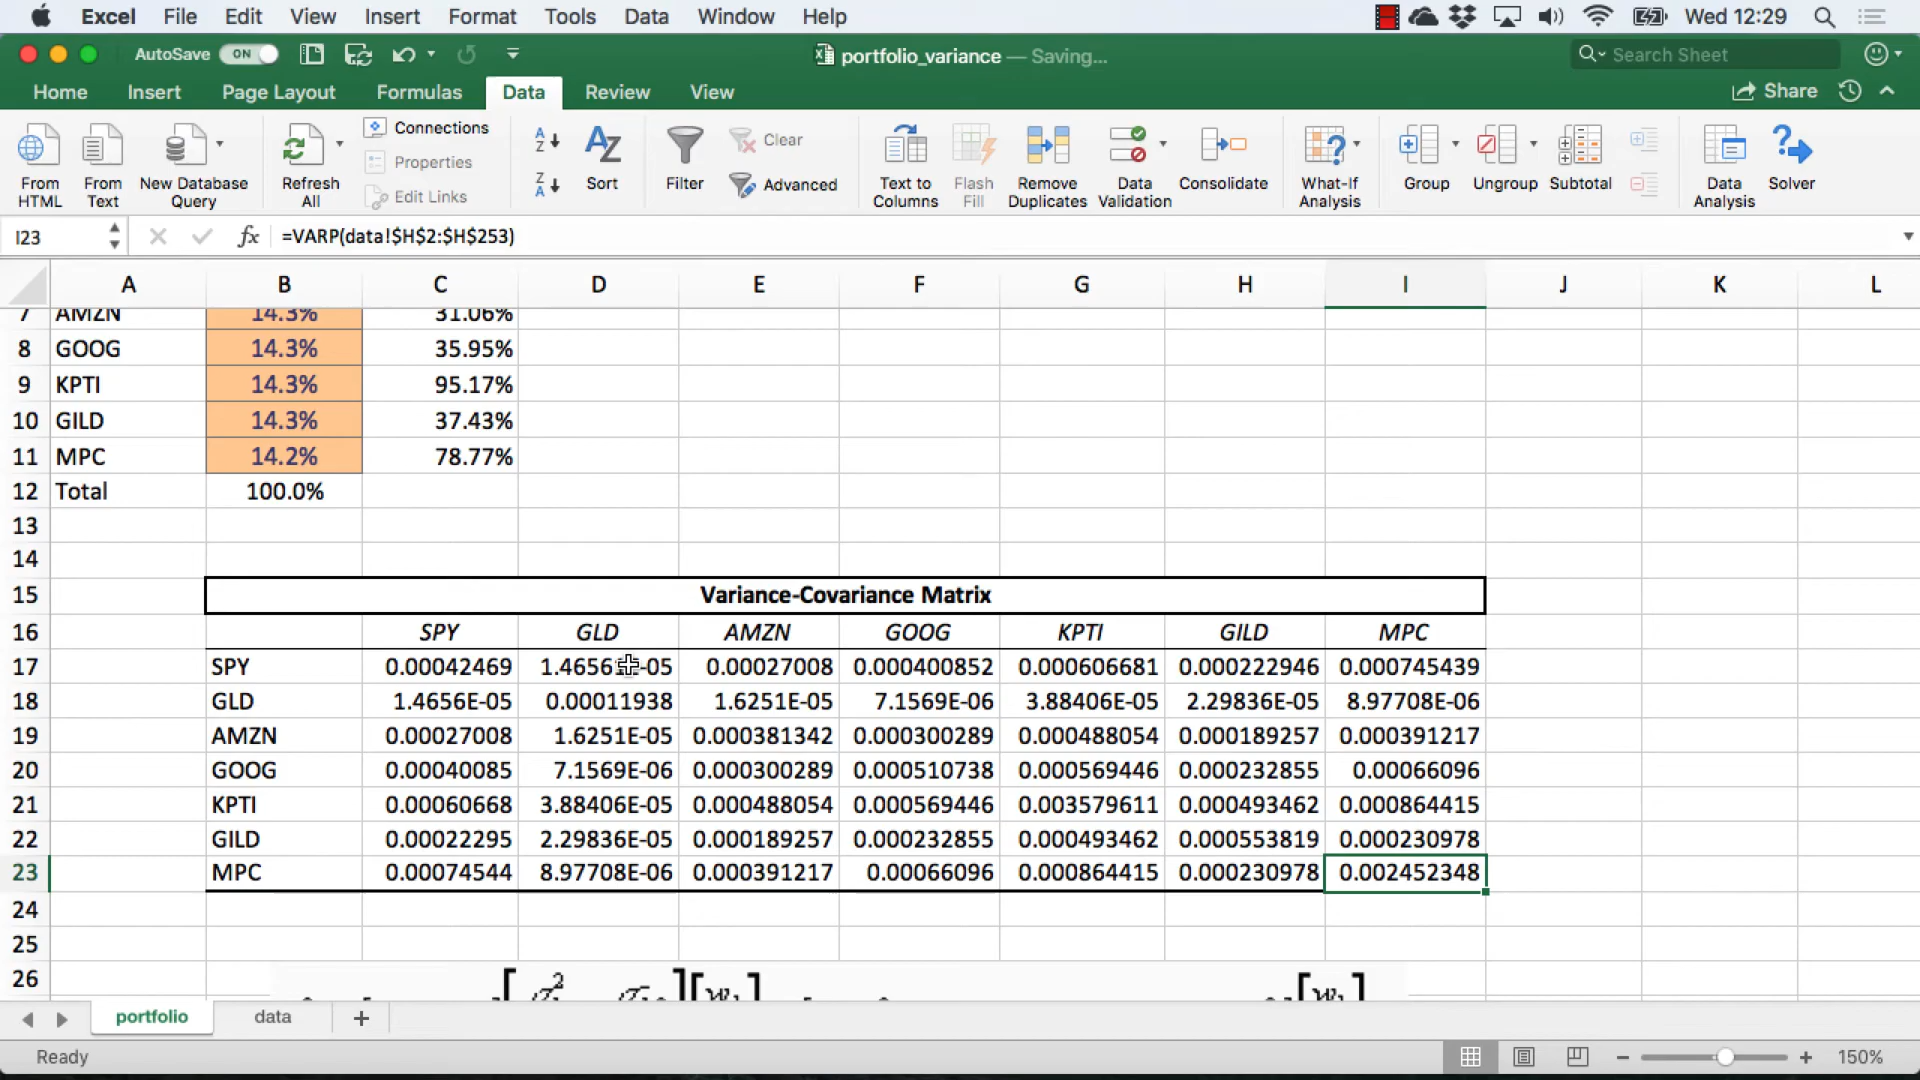 Excel File Edit View Insert Format Tools Data Window Help Wed 12:29
AutoSave ON portfolio_variance — Saving... Search Sheet
Home Insert Page Layout Formulas Data Review View Share
From HTML
From Text
New Database Query
Refresh All
Connections
Properties
Edit Links
Sort
Filter
Clear
Advanced
Text to Columns
Flash Fill
Remove Duplicates
Data Validation
Consolidate
What-If Analysis
Group
Ungroup
Subtotal
Data Analysis
Solver
I23 fx =VARP(data!$H$2:$H$253)
A B C D E F G H I J K L
7 AMZN 14.3% 31.06%
8 GOOG 14.3% 35.95%
9 KPTI 14.3% 95.17%
10 GILD 14.3% 37.43%
11 MPC 14.2% 78.77%
12 Total 100.0%
13
14
15 Variance-Covariance Matrix
16 SPY GLD AMZN GOOG KPTI GILD MPC
17 SPY 0.00042469 0.00027008 0.000400852 0.000606681 0.000222946 0.000745439
18 GLD 1.4656E-05 0.00011938 1.6251E-05 7.1569E-06 3.88406E-05 2.29836E-05 8.97708E-06
19 AMZN 0.00027008 1.6251E-05 0.000381342 0.000300289 0.000488054 0.000189257 0.000391217
20 GOOG 0.00040085 7.1569E-06 0.000300289 0.000510738 0.000569446 0.000232855 0.00066096
21 KPTI 0.00060668 3.88406E-05 0.000488054 0.000569446 0.003579611 0.000493462 0.000864415
22 GILD 0.00022295 2.29836E-05 0.000189257 0.000232855 0.000493462 0.000553819 0.000230978
23 MPC 0.00074544 8.97708E-06 0.000391217 0.00066096 0.000864415 0.000230978 0.002452348
24
25
26
portfolio data
Ready 150%